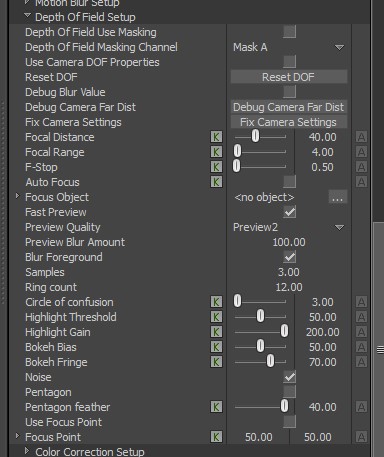 Motion Blur Setup
Depth Of Field Setup
Depth Of Field Use Masking
Depth Of Field Masking Channel Mask A
Use Camera DOF Properties
Reset DOF Reset DOF
Debug Blur Value
Debug Camera Far Dist Debug Camera Far Dist
Fix Camera Settings Fix Camera Settings
Focal Distance K 40.00 A
Focal Range K 4.00 A
F-Stop K 0.50 A
Auto Focus K A
Focus Object <no object> ...
Fast Preview
Preview Quality Preview2
Preview Blur Amount 100.00
Blur Foreground
Samples 3.00
Ring count 12.00
Circle of confusion K 3.00 A
Highlight Threshold K 50.00 A
Highlight Gain K 200.00 A
Bokeh Bias K 50.00 A
Bokeh Fringe K 70.00 A
Noise
Pentagon
Pentagon feather K 40.00 A
Use Focus Point
Focus Point K 50.00 50.00 A
Color Correction Setup